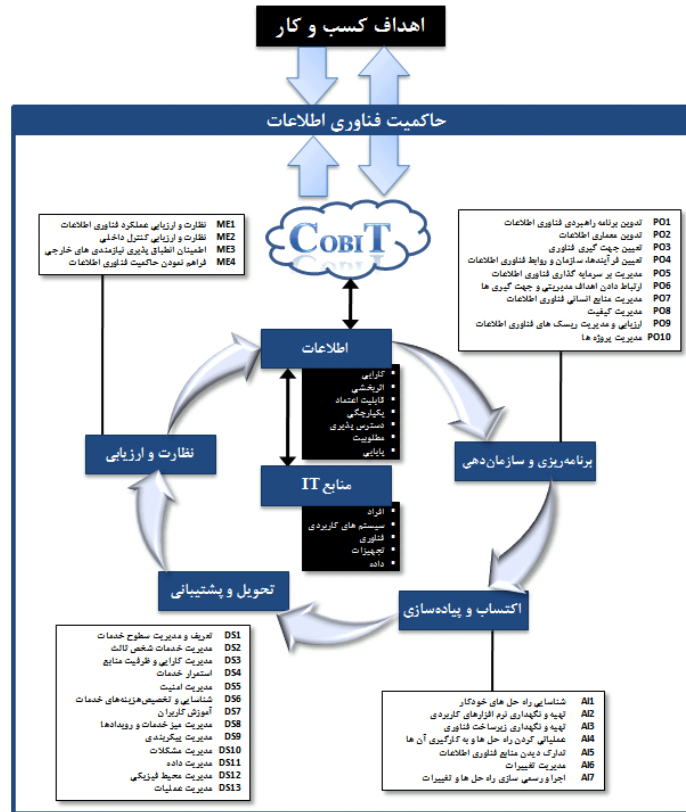 اهداف کسب و کار
حاکمیت فناوری اطلاعات
COBIT
ME1 نظارت و ارزیابی عملکرد فناوری اطلاعات
ME2 نظارت و ارزیابی کنترل داخلی
ME3 اطمینان انطباق پذیری نیازمندی های خارجی
ME4 فراهم نمودن حاکمیت فناوری اطلاعات
PO1 تدوین برنامه راهبردی فناوری اطلاعات
PO2 تدوین معماری اطلاعات
PO3 تعیین جهت گیری فناوری
PO4 تعیین فرآیندها، سازمان و روابط فناوری اطلاعات
PO5 مدیریت بر سرمایه گذاری فناوری اطلاعات
PO6 ارتباط دادن اهداف مدیریتی و جهت گیری ها
PO7 مدیریت منابع انسانی فناوری اطلاعات
PO8 مدیریت کیفیت
PO9 ارزیابی و مدیریت ریسک های فناوری اطلاعات
PO10 مدیریت پروژه ها
اطلاعات
▪ کارایی
▪ اثربخشی
▪ قابلیت اعتماد
▪ یکپارچگی
▪ دسترس پذیری
▪ مطلوبیت
▪ پایایی
نظارت و ارزیابی
برنامه‌ریزی و سازمان‌دهی
منابع IT
▪ افراد
▪ سیستم های کاربردی
▪ فناوری
▪ تجهیزات
▪ داده
تحویل و پشتیبانی
اکتساب و پیاده‌سازی
DS1 تعریف و مدیریت سطوح خدمات
DS2 مدیریت خدمات شخص ثالث
DS3 مدیریت کارایی و ظرفیت منابع
DS4 استمرار خدمات
DS5 مدیریت امنیت
DS6 شناسایی و تخصیص‌هزینه‌های خدمات
DS7 آموزش کاربران
DS8 مدیریت میز خدمات و رویدادها
DS9 مدیریت پیکربندی
DS10 مدیریت مشکلات
DS11 مدیریت داده
DS12 مدیریت محیط فیزیکی
DS13 مدیریت عملیات
AI1 شناسایی راه حل های خودکار
AI2 تهیه و نگهداری نرم افزارهای کاربردی
AI3 تهیه و نگهداری زیرساخت فناوری
AI4 عملیاتی کردن راه حل ها و به کارگیری آن ها
AI5 تدارک دیدن منابع فناوری اطلاعات
AI6 مدیریت تغییرات
AI7 اجرا و رسمی سازی راه حل ها و تغییرات